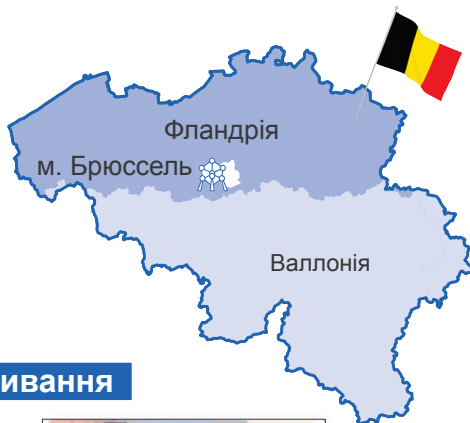 Фландрія
м. Брюссель
Валлонія
ивання